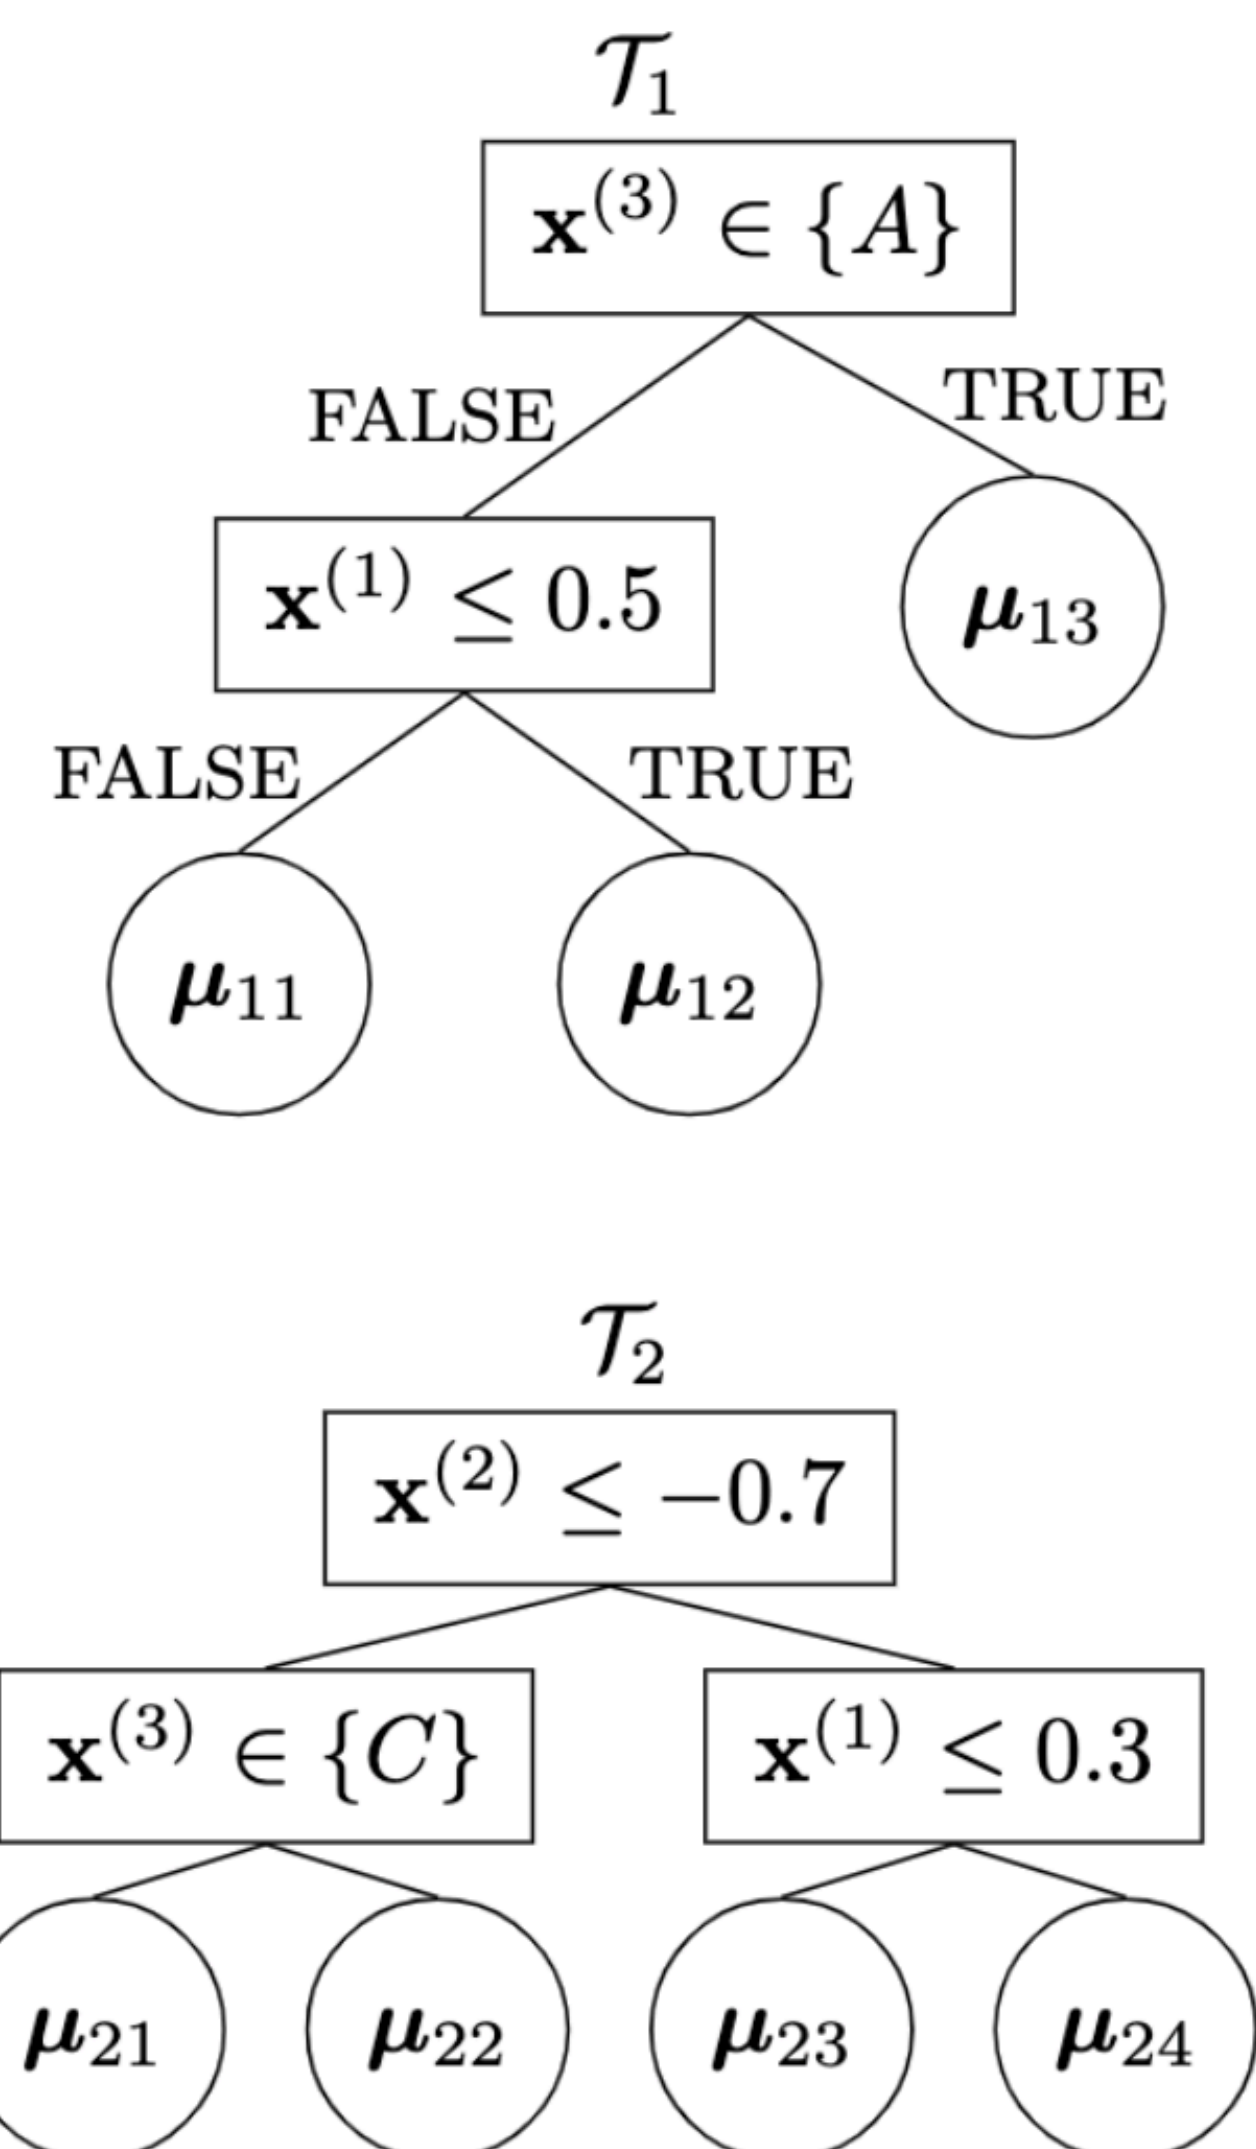 𝒯₁
x⁽³⁾ ∈ {A}
FALSE TRUE
x⁽¹⁾ ≤ 0.5 μ₁₃
FALSE TRUE
μ₁₁ μ₁₂
𝒯₂
x⁽²⁾ ≤ −0.7
x⁽³⁾ ∈ {C} x⁽¹⁾ ≤ 0.3
μ₂₁ μ₂₂ μ₂₃ μ₂₄